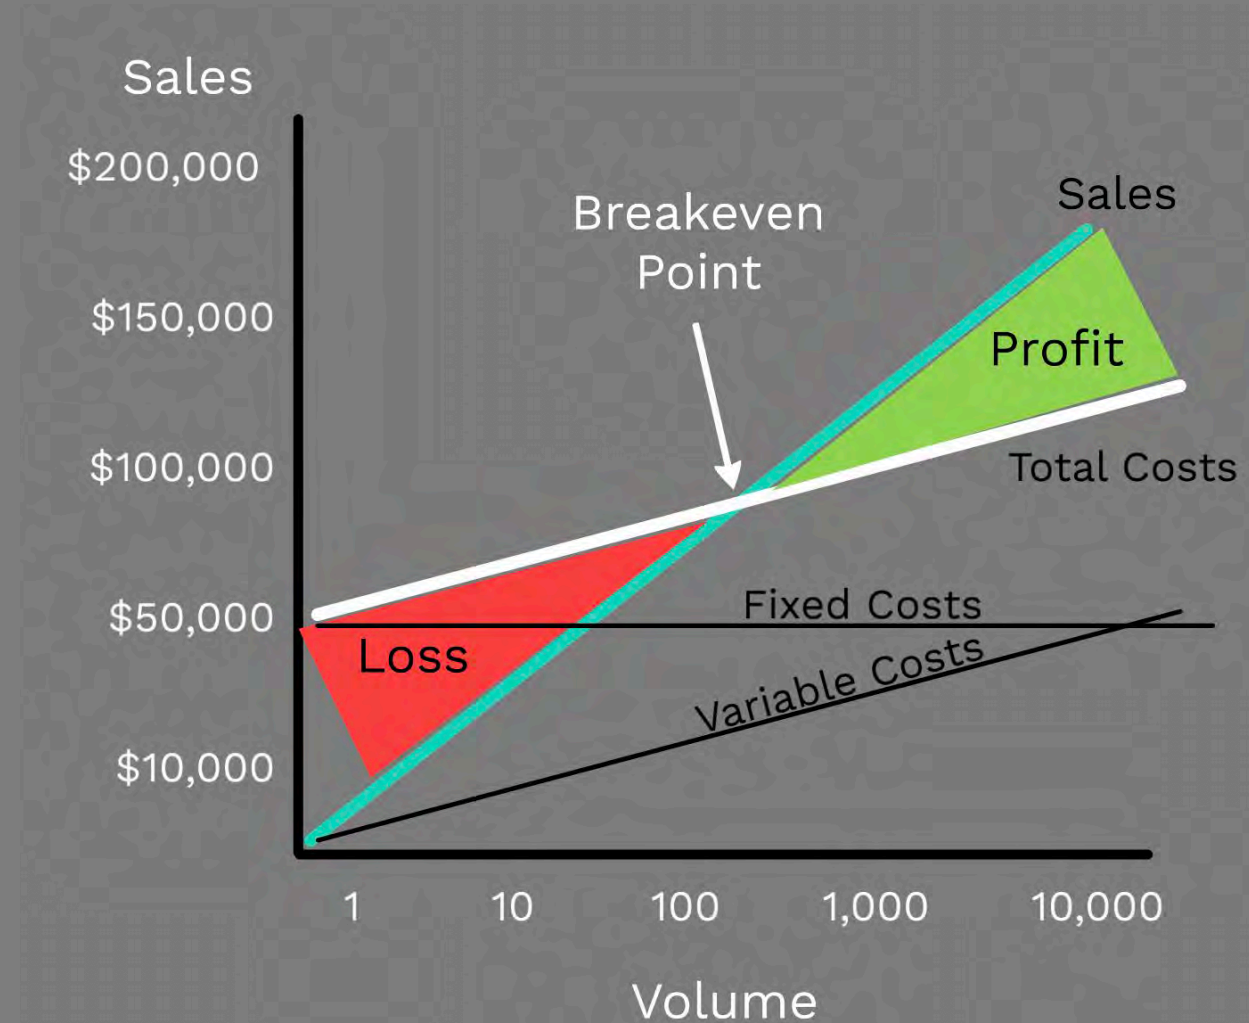 Sales
$200,000
$150,000
$100,000
$50,000
$10,000
Breakeven
Point
Sales
Profit
Total Costs
Fixed Costs
Loss
Variable Costs
1 10 100 1,000 10,000
Volume